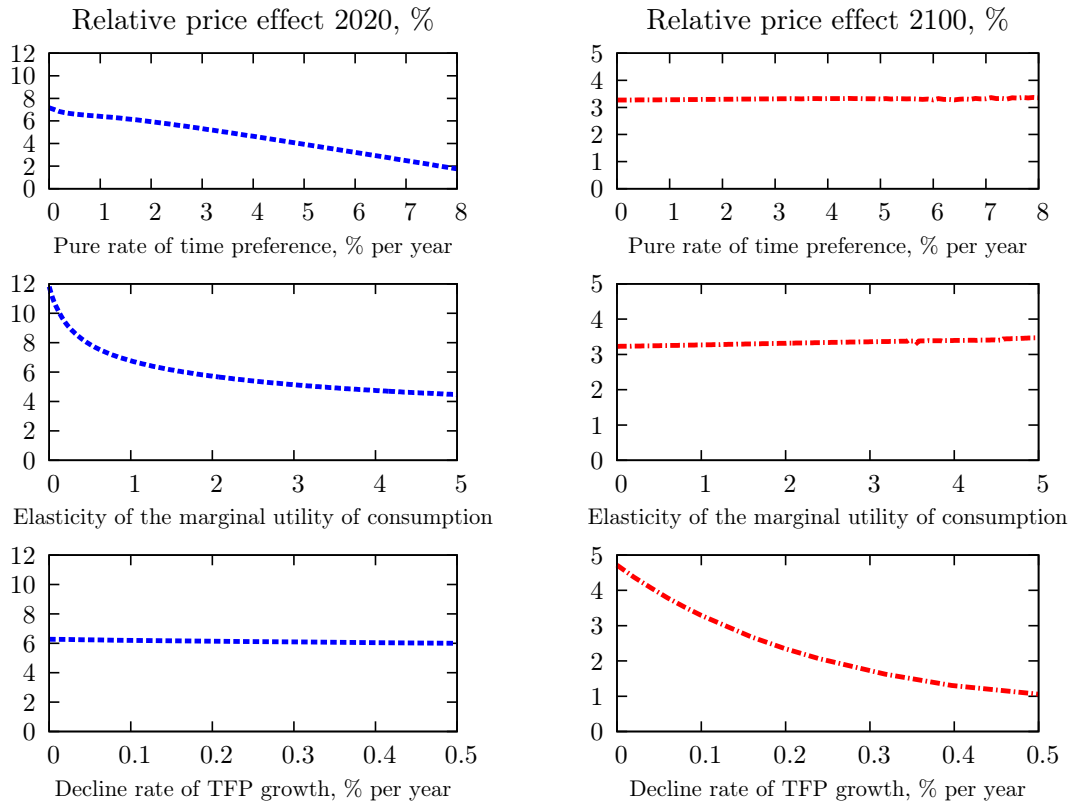 Relative price effect 2020, %
12
10
8
6
4
2
0
0 1 2 3 4 5 6 7 8
Pure rate of time preference, % per year
Relative price effect 2100, %
5
4
3
2
1
0
0 1 2 3 4 5 6 7 8
Pure rate of time preference, % per year
12
10
8
6
4
2
0
0 1 2 3 4 5
Elasticity of the marginal utility of consumption
5
4
3
2
1
0
0 1 2 3 4 5
Elasticity of the marginal utility of consumption
12
10
8
6
4
2
0
0 0.1 0.2 0.3 0.4 0.5
Decline rate of TFP growth, % per year
5
4
3
2
1
0
0 0.1 0.2 0.3 0.4 0.5
Decline rate of TFP growth, % per year